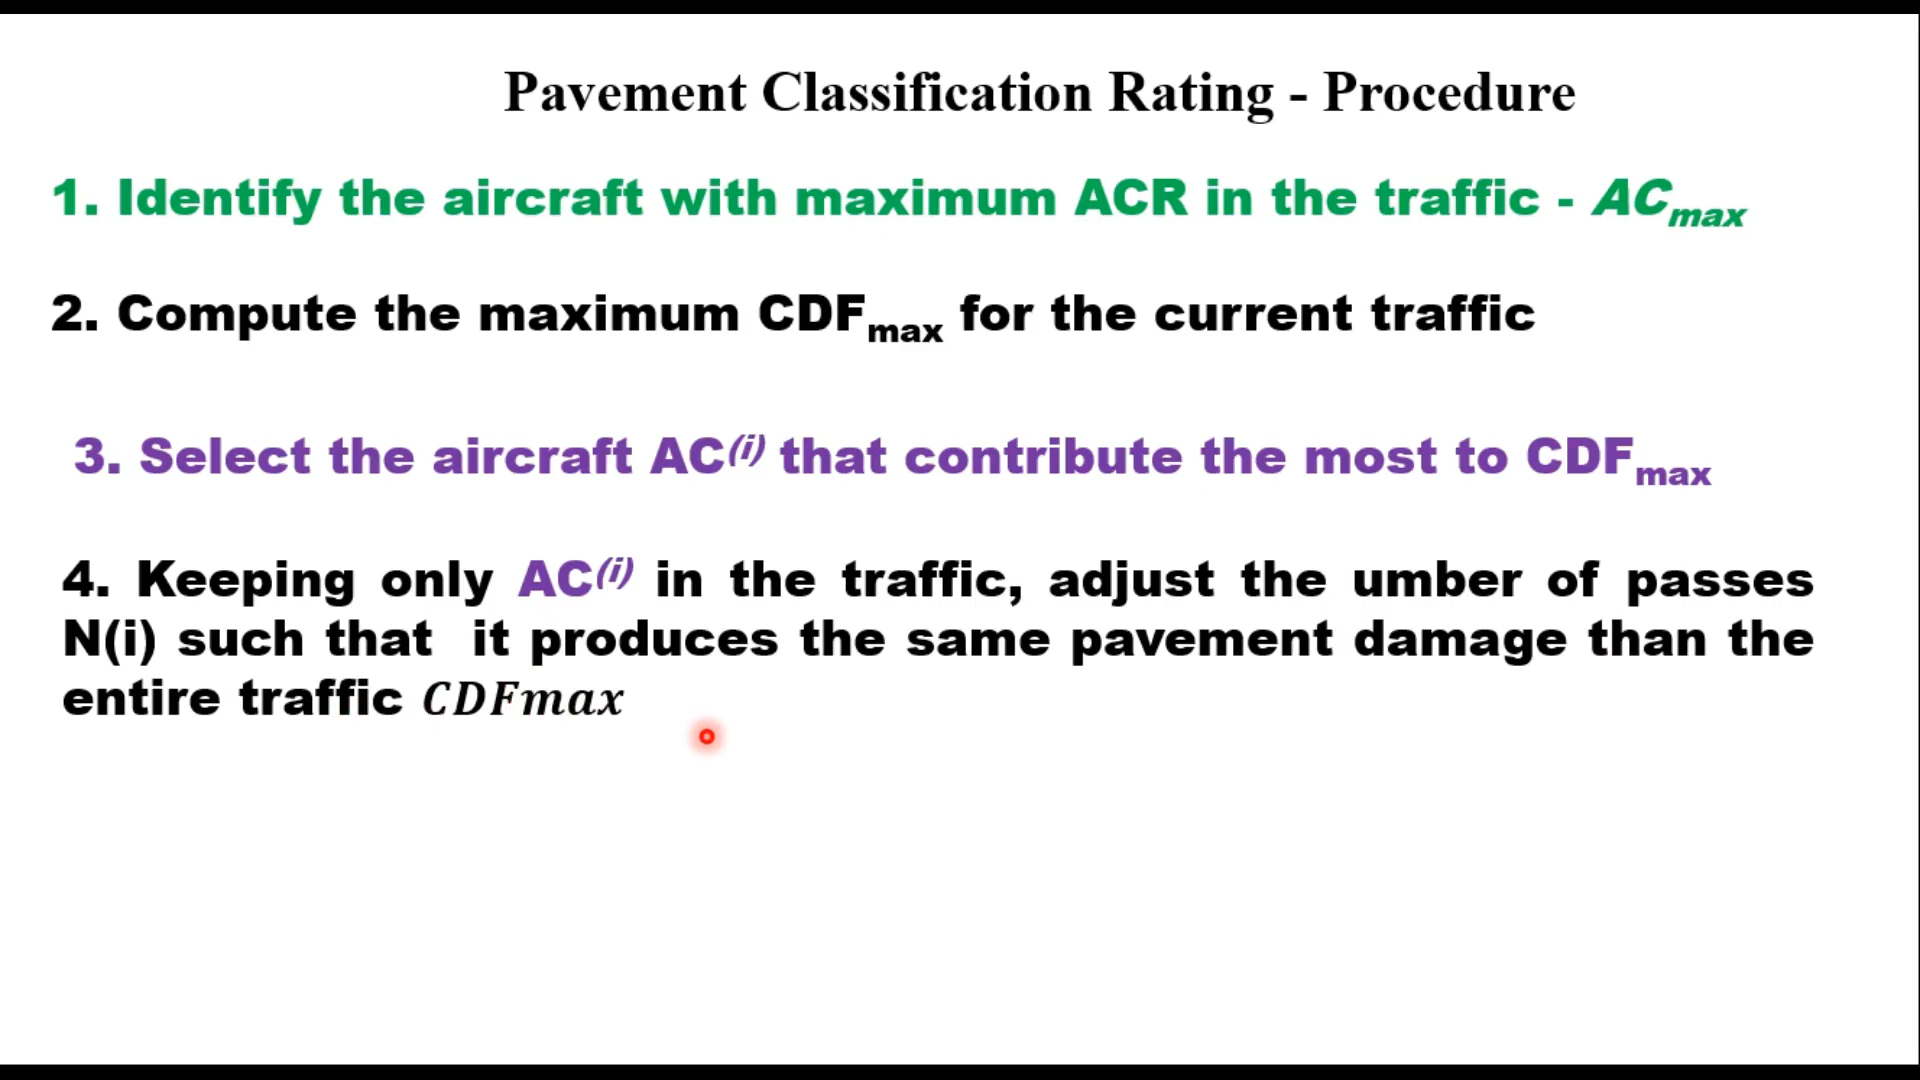 Pavement Classification Rating - Procedure
1. Identify the aircraft with maximum ACR in the traffic - ACmax
2. Compute the maximum CDFmax for the current traffic
3. Select the aircraft AC(i) that contribute the most to CDFmax
4. Keeping only AC(i) in the traffic, adjust the umber of passes
N(i) such that it produces the same pavement damage than the
entire traffic CDFmax